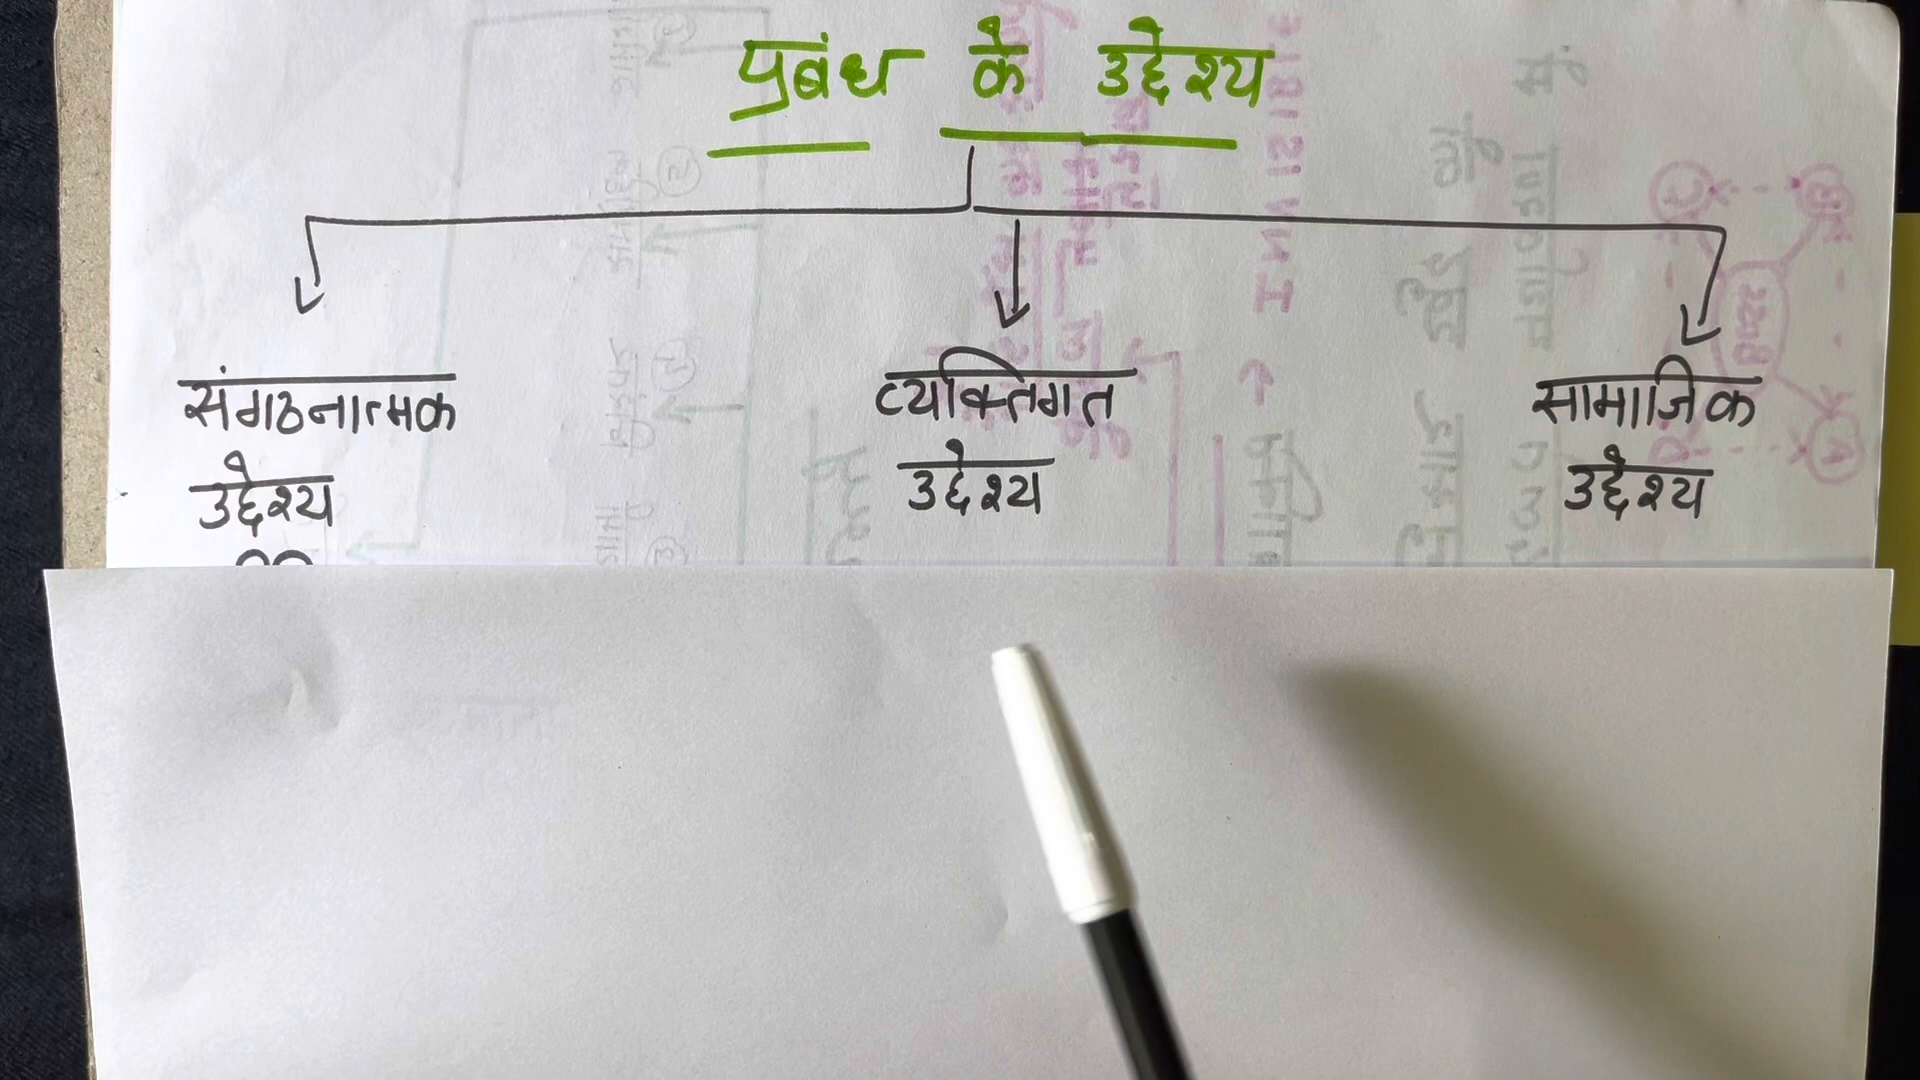 प्रबंध के उद्देश्य
संगठनात्मक
उद्देश्य
व्यक्तिगत
उद्देश्य
सामाजिक
उद्देश्य